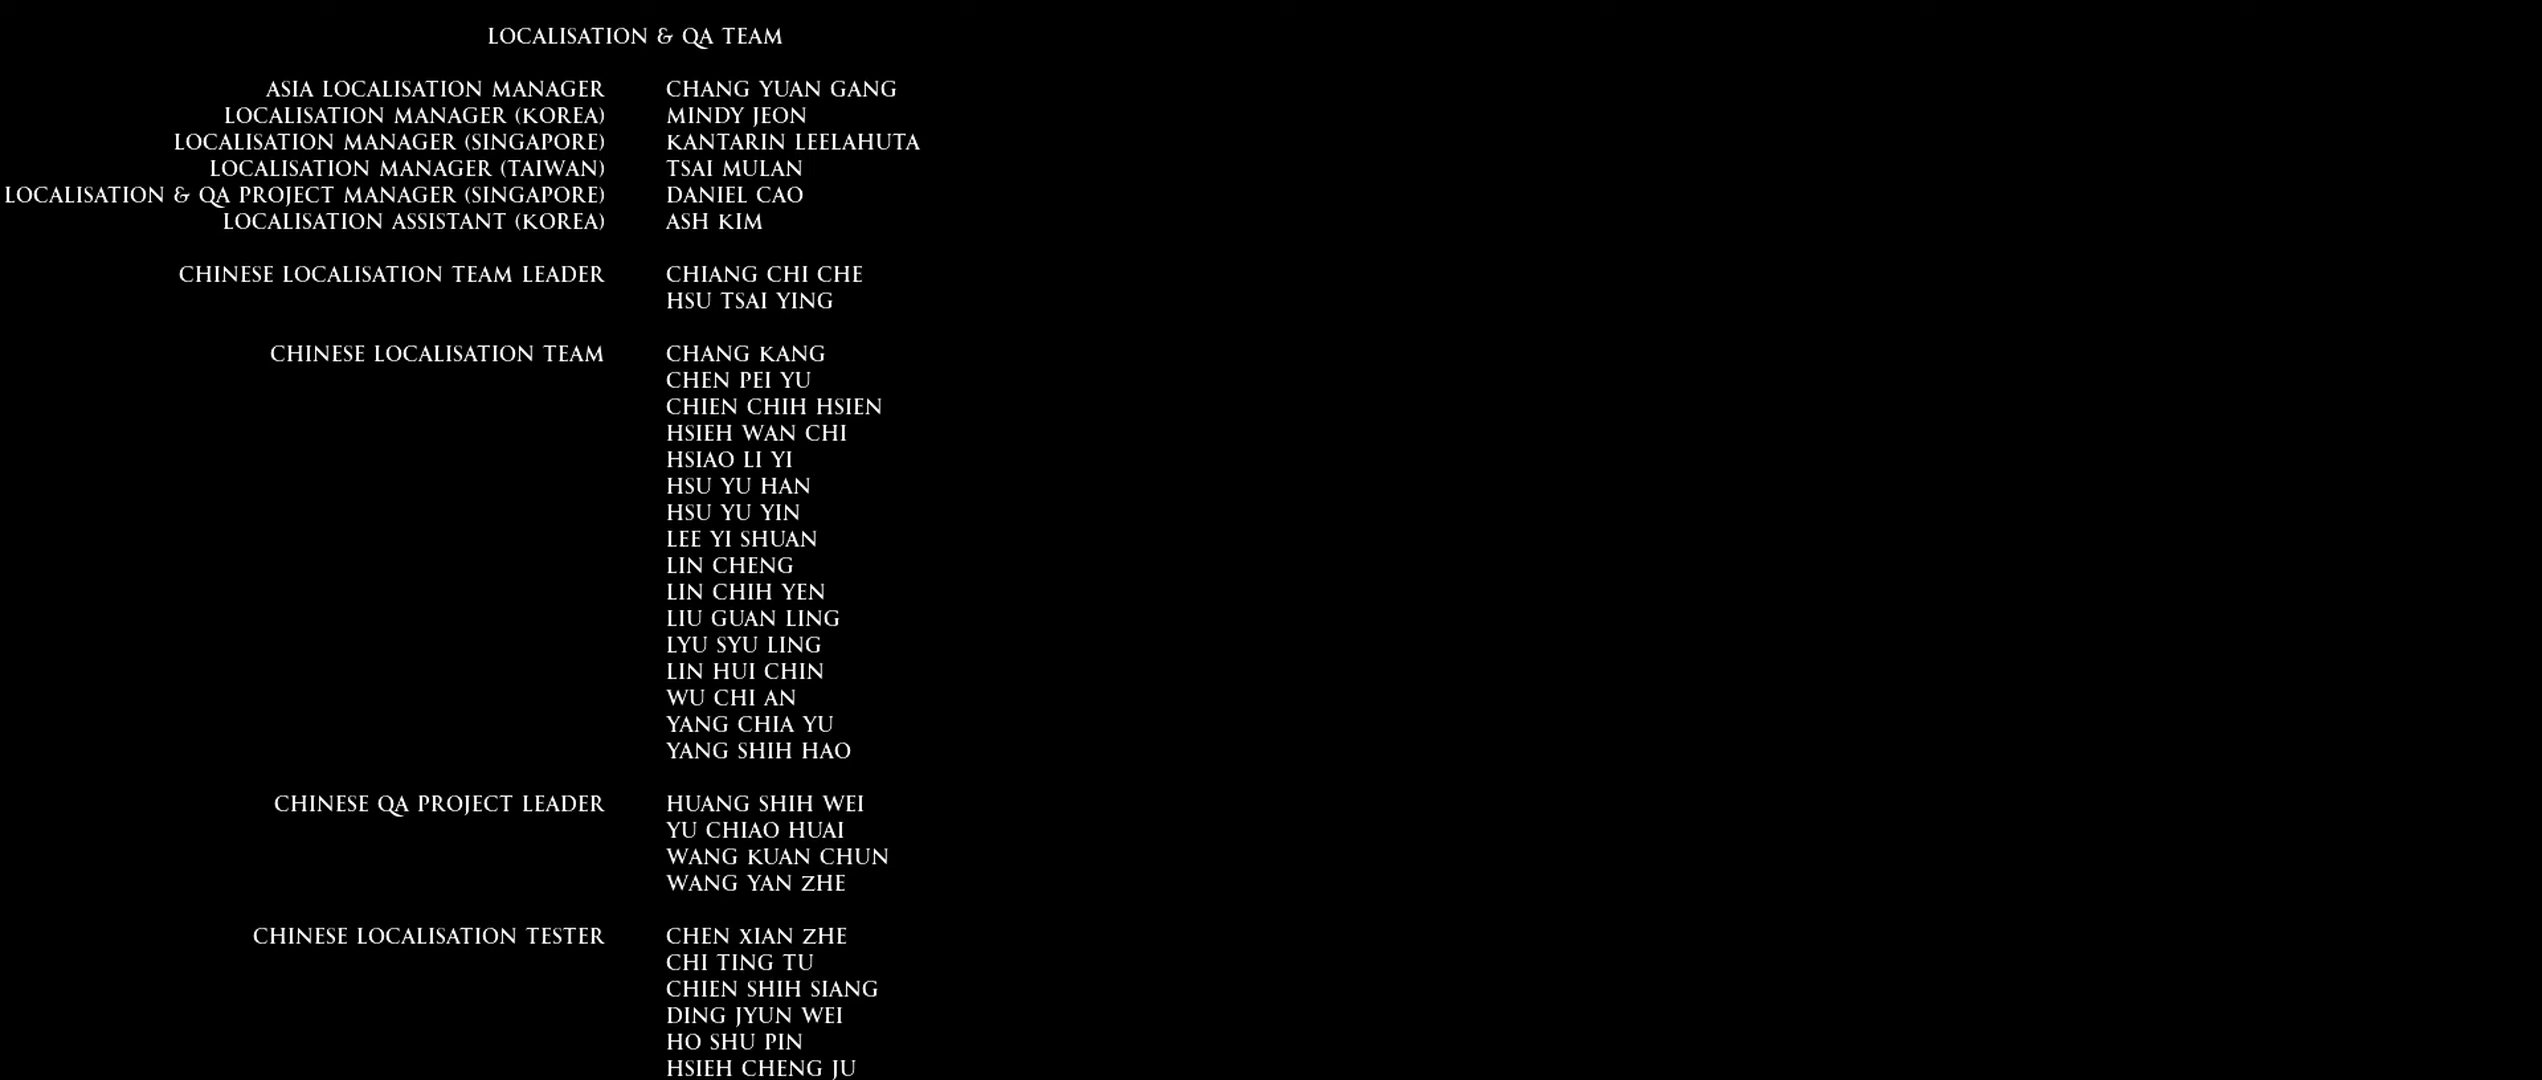 LOCALISATION & QA TEAM
ASIA LOCALISATION MANAGER CHANG YUAN GANG
LOCALISATION MANAGER (KOREA) MINDY JEON
LOCALISATION MANAGER (SINGAPORE) KANTARIN LEELAHUTA
LOCALISATION MANAGER (TAIWAN) TSAI MULAN
LOCALISATION & QA PROJECT MANAGER (SINGAPORE) DANIEL CAO
LOCALISATION ASSISTANT (KOREA) ASH KIM
CHINESE LOCALISATION TEAM LEADER CHIANG CHI CHE
HSU TSAI YING
CHINESE LOCALISATION TEAM CHANG KANG
CHEN PEI YU
CHIEN CHIH HSIEN
HSIEH WAN CHI
HSIAO LI YI
HSU YU HAN
HSU YU YIN
LEE YI SHUAN
LIN CHENG
LIN CHIH YEN
LIU GUAN LING
LYU SYU LING
LIN HUI CHIN
WU CHI AN
YANG CHIA YU
YANG SHIH HAO
CHINESE QA PROJECT LEADER HUANG SHIH WEI
YU CHIAO HUAI
WANG KUAN CHUN
WANG YAN ZHE
CHINESE LOCALISATION TESTER CHEN XIAN ZHE
CHI TING TU
CHIEN SHIH SIANG
DING JYUN WEI
HO SHU PIN
HSIEH CHENG JU